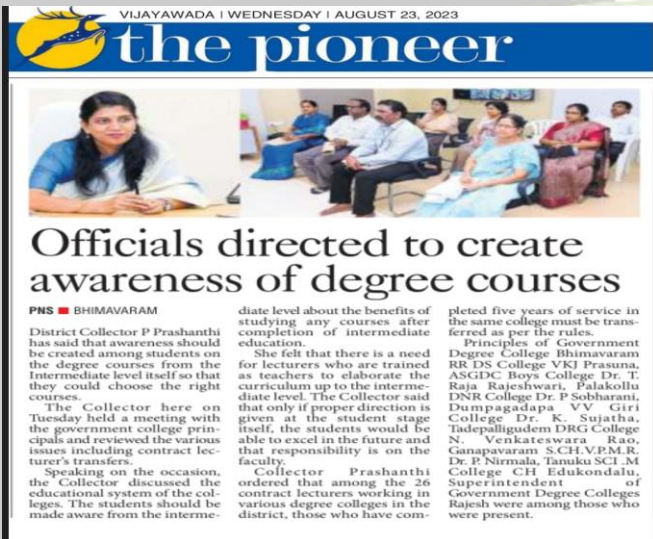 VIJAYAWADA | WEDNESDAY | AUGUST 23, 2023
the pioneer
Officials directed to create
awareness of degree courses
PNS ■ BHIMAVARAM
District Collector P Prashanthi
has said that awareness should
be created among students on
the degree courses from the
Intermediate level itself so that
they could choose the right
courses.
The Collector here on
Tuesday held a meeting with
the government college prin-
cipals and reviewed the various
issues including contract lec-
turer's transfers.
Speaking on the occasion,
the Collector discussed the
educational system of the col-
leges. The students should be
made aware from the interme-
diate level about the benefits of
studying any courses after
completion of intermediate
education.
She felt that there is a need
for lecturers who are trained
as teachers to elaborate the
curriculum up to the interme-
diate level. The Collector said
that only if proper direction is
given at the student stage
itself, the students would be
able to excel in the future and
that responsibility is on the
faculty.
Collector Prashanthi
ordered that among the 26
contract lecturers working in
various degree colleges in the
district, those who have com-
pleted five years of service in
the same college must be trans-
ferred as per the rules.
Principals of Government
Degree College Bhimavaram
RR DS College VKJ Prasuna,
ASGDC Boys College Dr. T.
Raja Rajeshwari, Palakollu
DNR College Dr. P Sobharani,
Dumpagadapa VV Giri
College Dr. K. Sujatha,
Tadepalligudem DRG College
N. Venkateswara Rao,
Ganapavaram S.CH.V.P.M.R.
Dr. P. Nirmala, Tanuku SCI .M
College CH Edukondalu,
Superintendent of
Government Degree Colleges
Rajesh were among those who
were present.